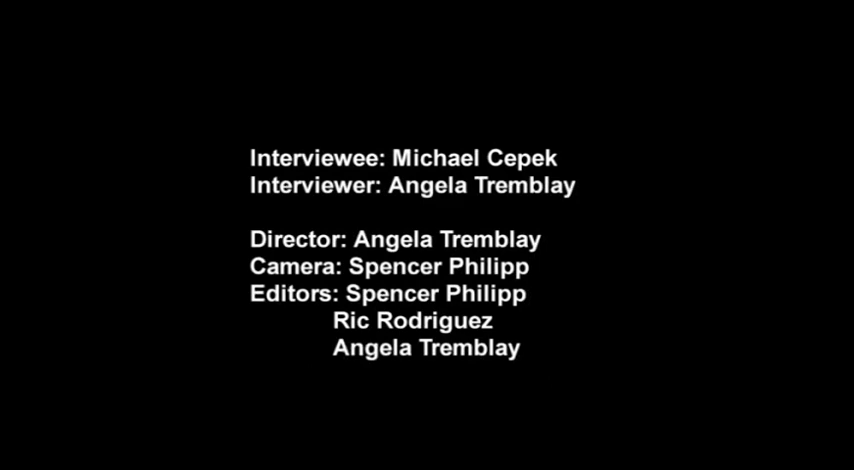 Interviewee: Michael Cepek
Interviewer: Angela Tremblay
Director: Angela Tremblay
Camera: Spencer Philipp
Editors: Spencer Philipp
Ric Rodriguez
Angela Tremblay